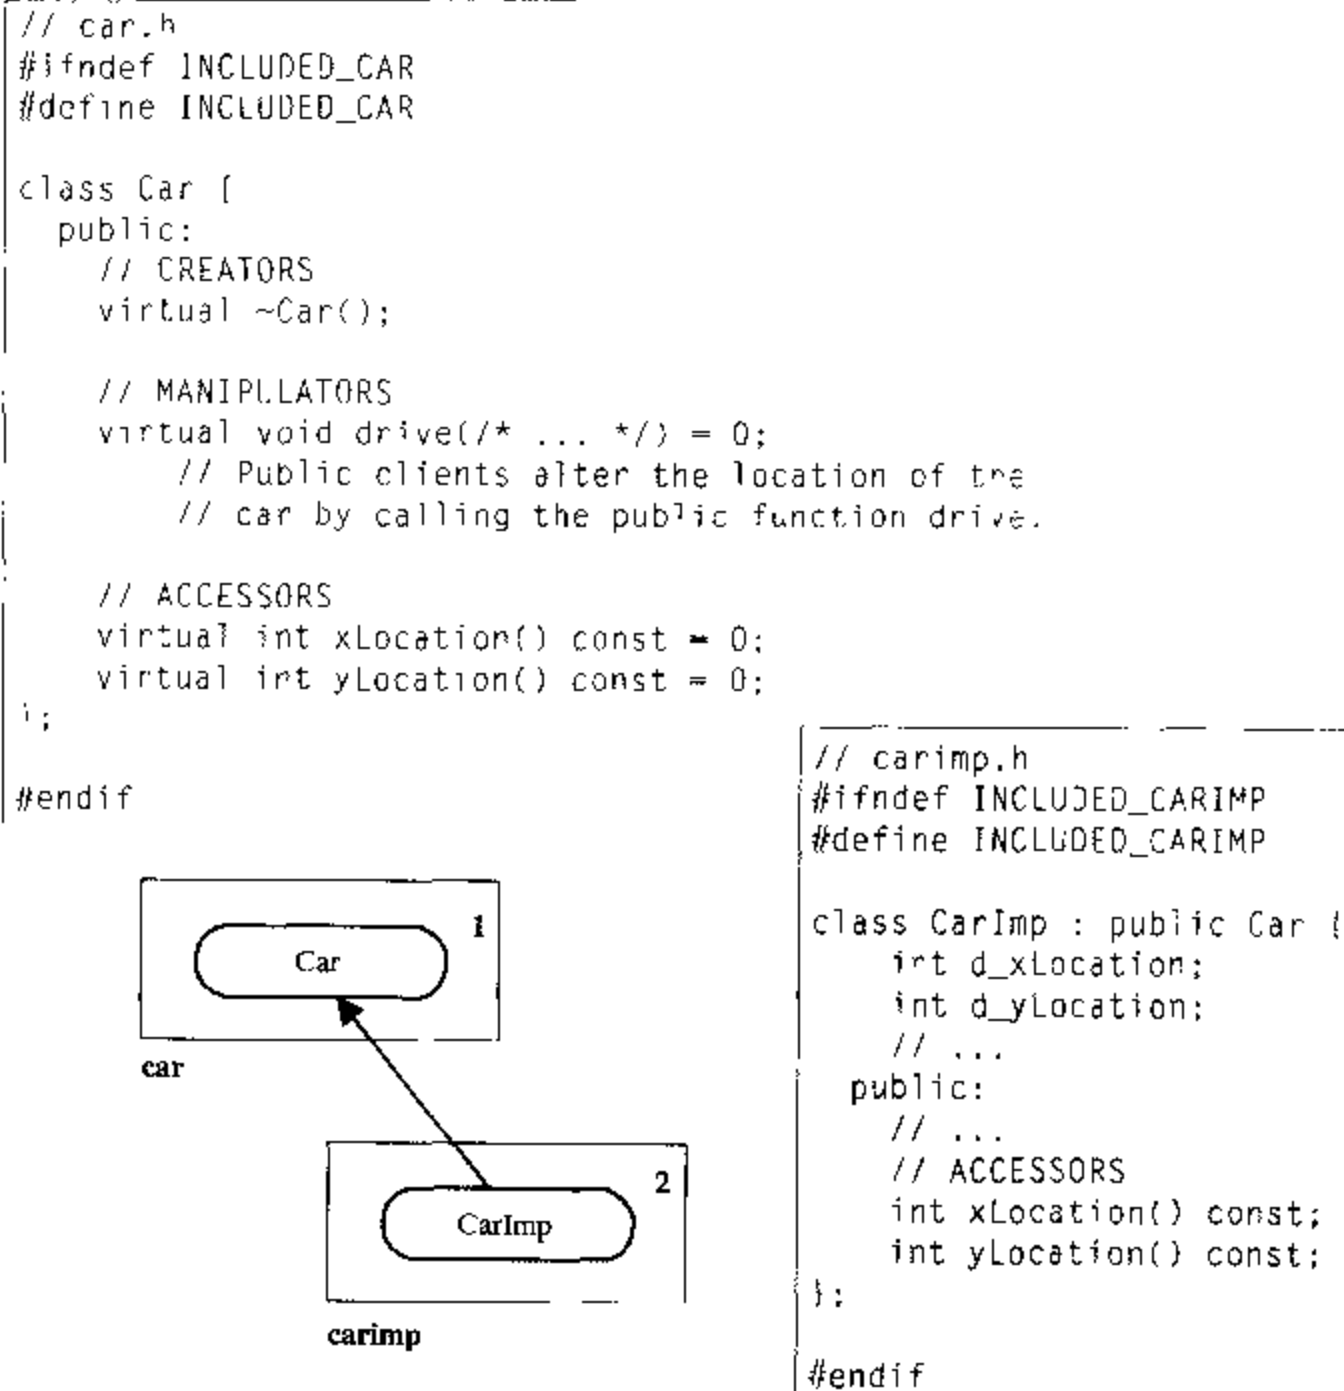 // car.h
#ifndef INCLUDED_CAR
#define INCLUDED_CAR
class Car {
public:
// CREATORS
virtual ~Car();
// MANIPULATORS
virtual void drive(/* ... */) = 0;
// Public clients alter the location of the
// car by calling the public function drive.
// ACCESSORS
virtual int xLocation() const = 0;
virtual int yLocation() const = 0;
};
#endif
// carimp.h
#ifndef INCLUDED_CARIMP
#define INCLUDED_CARIMP
class CarImp : public Car {
int d_xLocation;
int d_yLocation;
// ...
public:
// ...
// ACCESSORS
int xLocation() const;
int yLocation() const;
};
#endif
1
Car
car
2
CarImp
carimp